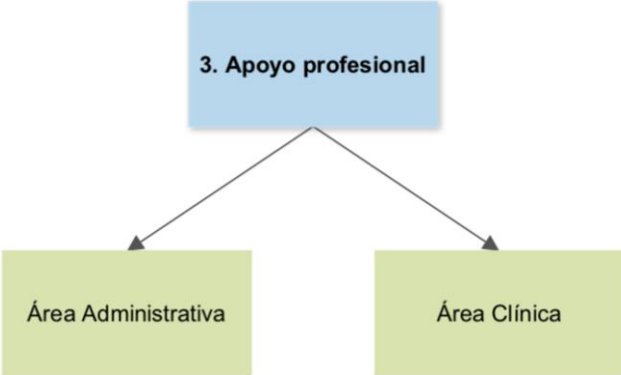 3. Apoyo profesional
Área Administrativa
Área Clínica